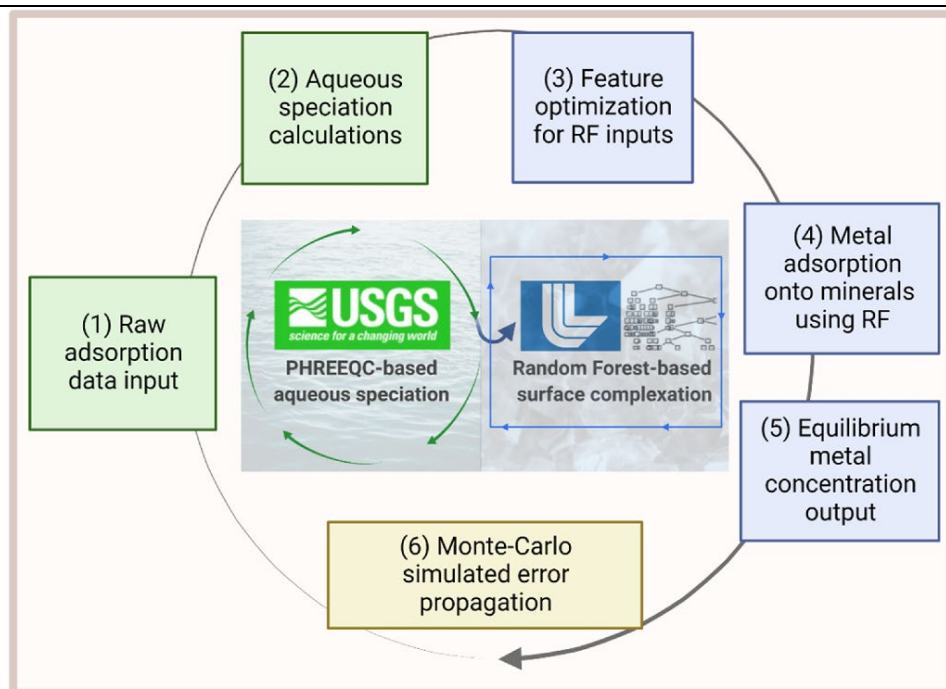 (2) Aqueous
speciation
calculations
(3) Feature
optimization
for RF inputs
(1) Raw
adsorption
data input
USGS
science for a changing world
PHREEQC-based
aqueous speciation
Random Forest-based
surface complexation
(4) Metal
adsorption
onto minerals
using RF
(5) Equilibrium
metal
concentration
output
(6) Monte-Carlo
simulated error
propagation